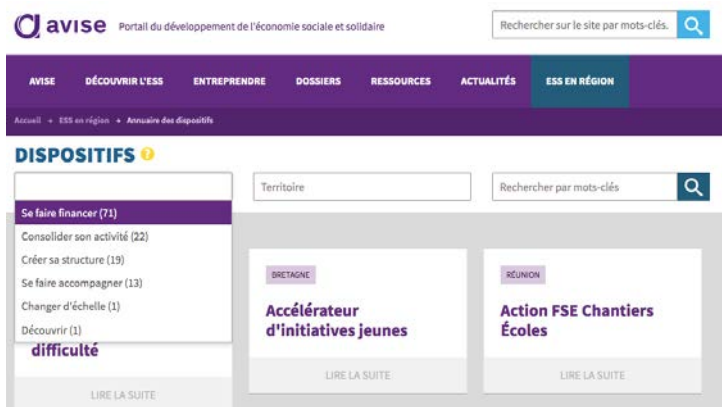 avise Portail du développement de l'économie sociale et solidaire
Rechercher sur le site par mots-clés.
AVISE DÉCOUVRIR L'ESS ENTREPRENDRE DOSSIERS RESSOURCES ACTUALITÉS ESS EN RÉGION
Accueil + ESS en région + Annuaire des dispositifs
DISPOSITIFS ?
Territoire
Rechercher par mots-clés
Se faire financer (71)
Consolider son activité (22)
Créer sa structure (19)
Se faire accompagner (13)
Changer d'échelle (1)
Découvrir (1)
difficulté
LIRE LA SUITE
BRETAGNE
Accélérateur
d'initiatives jeunes
LIRE LA SUITE
RÉUNION
Action FSE Chantiers
Écoles
LIRE LA SUITE